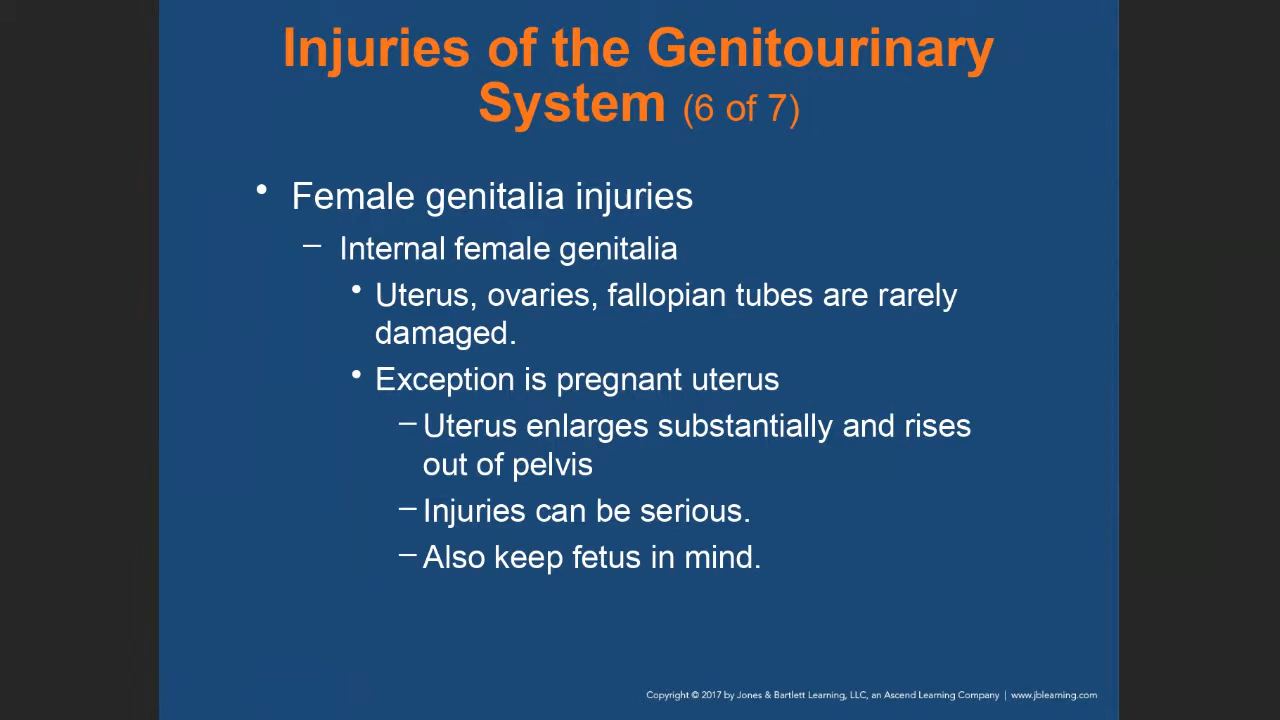 Injuries of the Genitourinary
System (6 of 7)
• Female genitalia injuries
– Internal female genitalia
• Uterus, ovaries, fallopian tubes are rarely
damaged.
• Exception is pregnant uterus
– Uterus enlarges substantially and rises
out of pelvis
– Injuries can be serious.
– Also keep fetus in mind.
Copyright © 2017 by Jones & Bartlett Learning, LLC, an Ascend Learning Company | www.jblearning.com